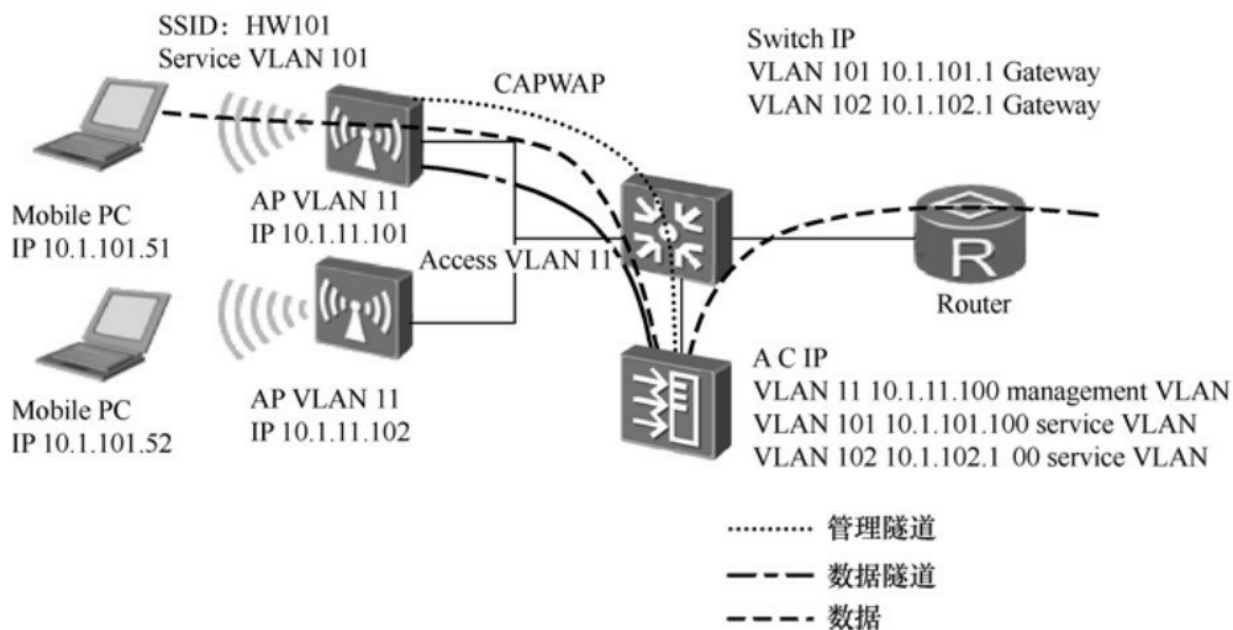 SSID: HW101
Service VLAN 101
CAPWAP
Switch IP
VLAN 101 10.1.101.1 Gateway
VLAN 102 10.1.102.1 Gateway
Mobile PC
IP 10.1.101.51
AP VLAN 11
IP 10.1.11.101
Access VLAN 11
R
Router
Mobile PC
IP 10.1.101.52
AP VLAN 11
IP 10.1.11.102
A C IP
VLAN 11 10.1.11.100 management VLAN
VLAN 101 10.1.101.100 service VLAN
VLAN 102 10.1.102.1 00 service VLAN
管理隧道
数据隧道
数据